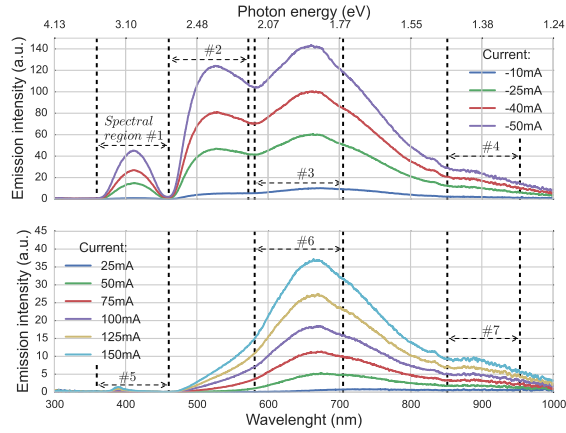 Photon energy (eV)
4.13 3.10 2.48 2.07 1.77 1.55 1.38 1.24
Emission intensity (a.u.)
140
120
100
80
60
40
20
0
Spectral
region #1
#2
#3
#4
Current:
-10mA
-25mA
-40mA
-50mA
Emission intensity (a.u.)
45
40
35
30
25
20
15
10
5
0
Current:
25mA
50mA
75mA
100mA
125mA
150mA
#5
#6
#7
300 400 500 600 700 800 900 1000
Wavelenght (nm)